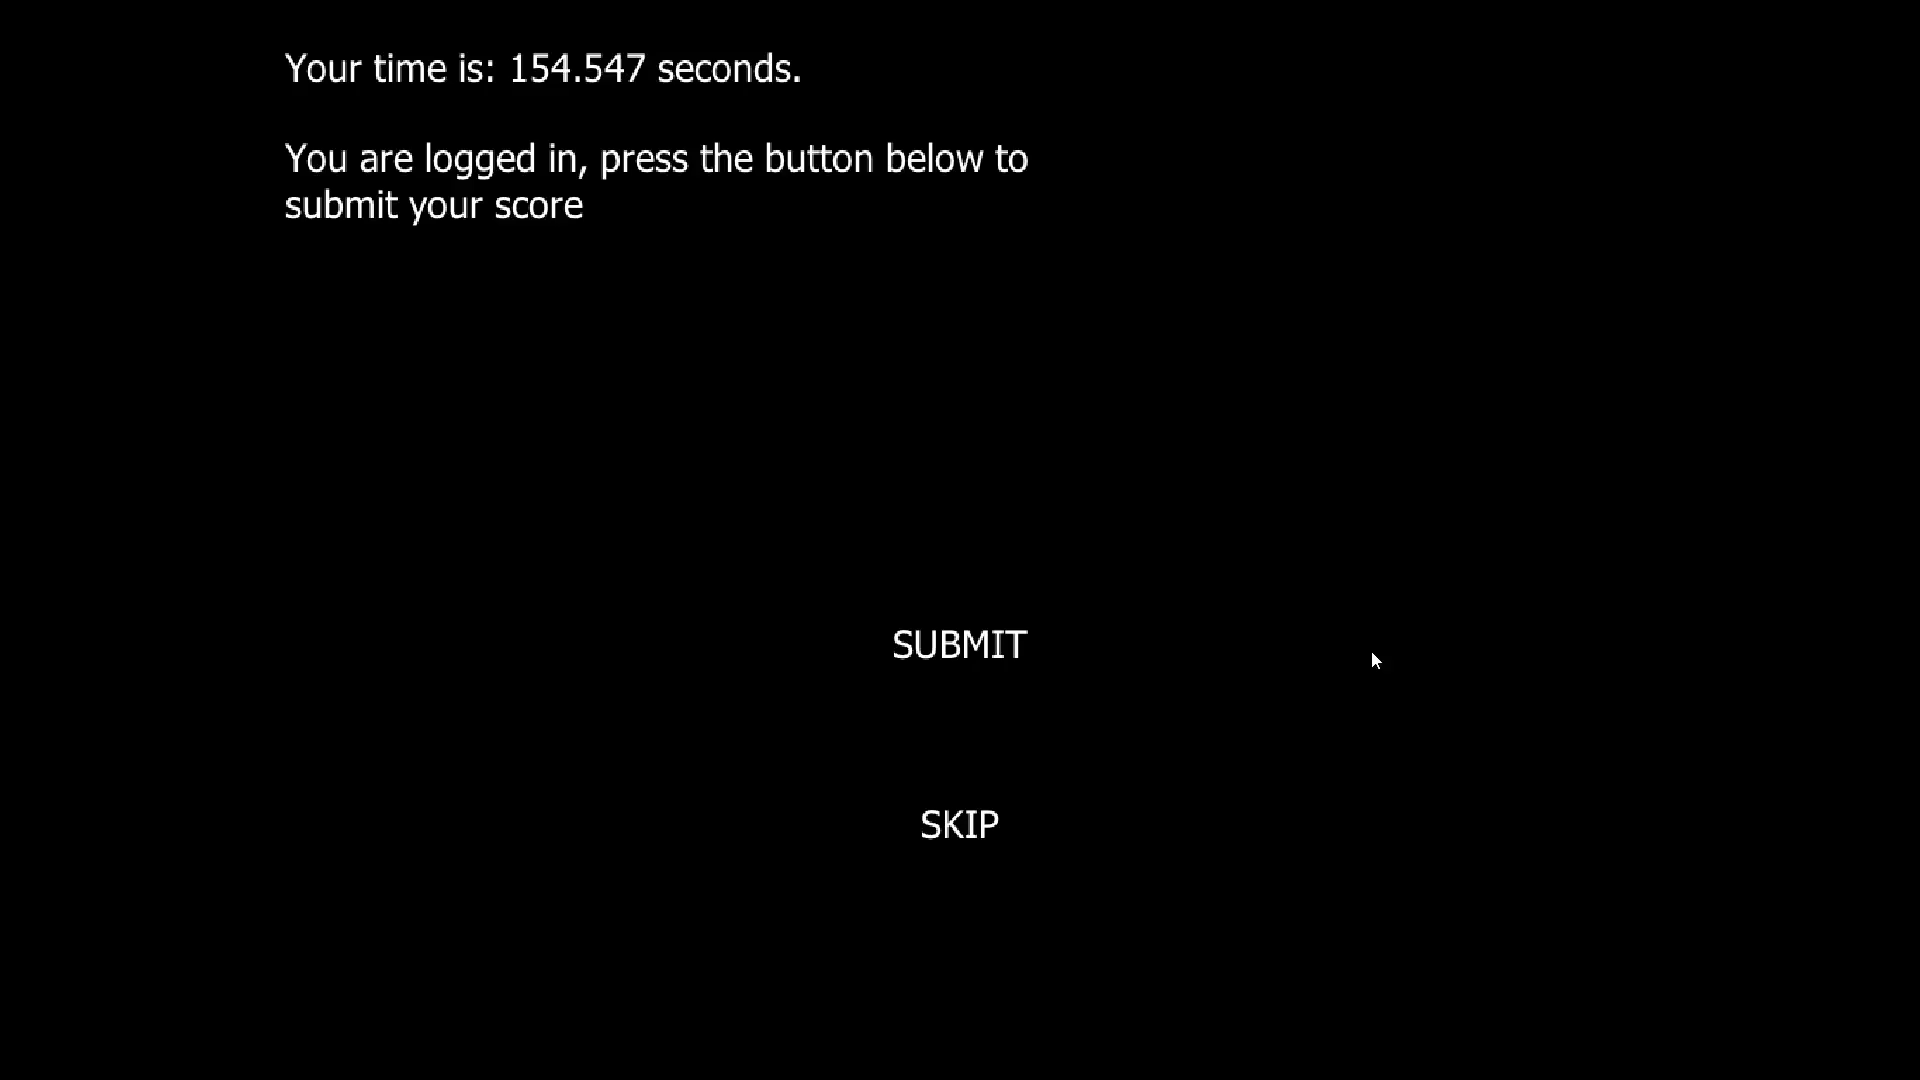 Your time is: 154.547 seconds.
You are logged in, press the button below to
submit your score
SUBMIT
SKIP